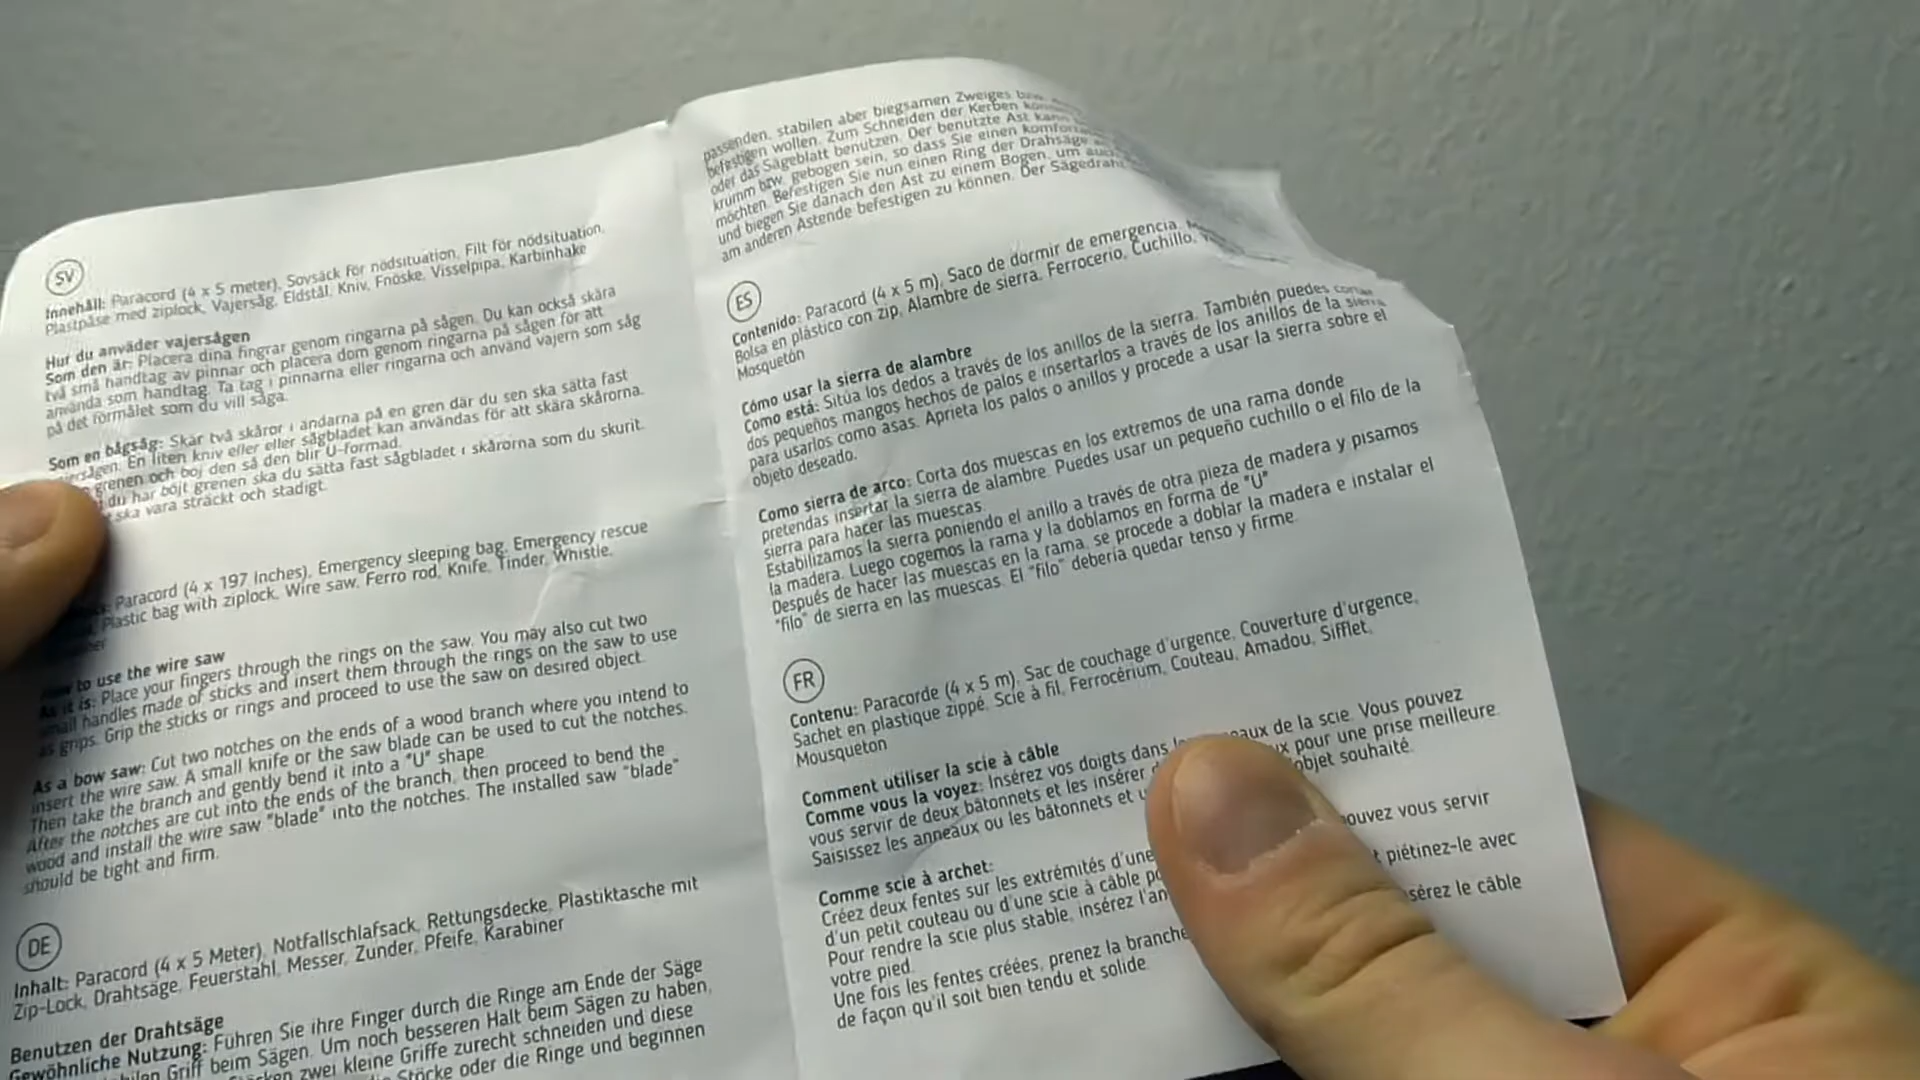 SV
Innehåll: Paracord (4 x 5 meter), Sovsäck för nödsituation, Filt för nödsituation,
Plastpåse med ziplock, Vajersåg, Eldstål, Kniv, Fnöske, Visselpipa, Karbinhake
Hur du anväder vajersågen
Som den är: Placera dina fingrar genom ringarna på sågen. Du kan också skära
två små handtag av pinnar och placera dom genom ringarna på sågen för att
använda som handtag. Ta tag i pinnarna eller ringarna och använd vajern som såg
på det förmålet som du vill såga.
Som en bågsåg: Skär två skåror i ändarna på en gren där du sen ska sätta fast
En liten kniv eller eller sågbladet kan användas för att skära skårorna.
grenen och böj den så den blir U-formad.
du har böjt grenen ska du sätta fast sågbladet i skårorna som du skurit.
ska vara sträckt och stadigt.
Paracord (4 x 197 Inches), Emergency sleeping bag, Emergency rescue
Plastic bag with ziplock, Wire saw, Ferro rod, Knife, Tinder, Whistle,
to use the wire saw
As it is: Place your fingers through the rings on the saw. You may also cut two
small handles made of sticks and insert them through the rings on the saw to use
as grips. Grip the sticks or rings and proceed to use the saw on desired object.
As a bow saw: Cut two notches on the ends of a wood branch where you intend to
insert the wire saw. A small knife or the saw blade can be used to cut the notches.
Then take the branch and gently bend it into a "U" shape.
After the notches are cut into the ends of the branch, then proceed to bend the
wood and install the wire saw "blade" into the notches. The installed saw "blade"
should be tight and firm.
DE
Inhalt: Paracord (4 x 5 Meter), Notfallschlafsack, Rettungsdecke, Plastiktasche mit
Zip-Lock, Drahtsäge, Feuerstahl, Messer, Zunder, Pfeife, Karabiner
Benutzen der Drahtsäge
Gewöhnliche Nutzung: Führen Sie ihre Finger durch die Ringe am Ende der Säge
Griff beim Sägen. Um noch besseren Halt beim Sägen zu haben,
zwei kleine Griffe zurecht schneiden und diese
Stöcke oder die Ringe und beginnen
passenden, stabilen aber biegsamen Zweiges
befestigen wollen. Zum Schneiden der Kerben
oder das Sägeblatt benutzen. Der benutzte Ast kann
krumm bzw. gebogen sein, so dass Sie einen
möchten. Befestigen Sie nun einen Ring der Drahsäge
und biegen Sie danach den Ast zu einem Bogen, um
am anderen Astende befestigen zu können. Der Sägedraht
ES
Contenido: Paracord (4 x 5 m), Saco de dormir de emergencia,
Bolsa en plástico con zip, Alambre de sierra, Ferrocerio, Cuchillo,
Mosquetón
Cómo usar la sierra de alambre
Como está: Sitúa los dedos a través de los anillos de la sierra. También puedes cortar
dos pequeños mangos hechos de palos e insertarlos a través de los anillos de la sierra
para usarlos como asas. Aprieta los palos o anillos y procede a usar la sierra sobre el
objeto deseado.
Como sierra de arco: Corta dos muescas en los extremos de una rama donde
pretendas insertar la sierra de alambre. Puedes usar un pequeño cuchillo o el filo de la
sierra para hacer las muescas.
Estabilizamos la sierra poniendo el anillo a través de otra pieza de madera y pisamos
la madera. Luego cogemos la rama y la doblamos en forma de "U"
Después de hacer las muescas en la rama, se procede a doblar la madera e instalar el
"filo" de sierra en las muescas. El "filo" debería quedar tenso y firme.
FR
Contenu: Paracorde (4 x 5 m), Sac de couchage d'urgence, Couverture d'urgence,
Sachet en plastique zippé, Scie à fil, Ferrocérium, Couteau, Amadou, Sifflet,
Mousqueton
Comment utiliser la scie à câble
Comme vous la voyez: Insérez vos doigts dans de la scie. Vous pouvez
vous servir de deux bâtonnets et les insérer pour une prise meilleure.
Saisissez les anneaux ou les bâtonnets et objet souhaité.
Comme scie à archet:
Créez deux fentes sur les extrémités d'une pouvez vous servir
d'un petit couteau ou d'une scie à câble
Pour rendre la scie plus stable, insérez piétinez-le avec
votre pied.
Une fois les fentes créées, prenez la branche le câble
de façon qu'il soit bien tendu et solide.